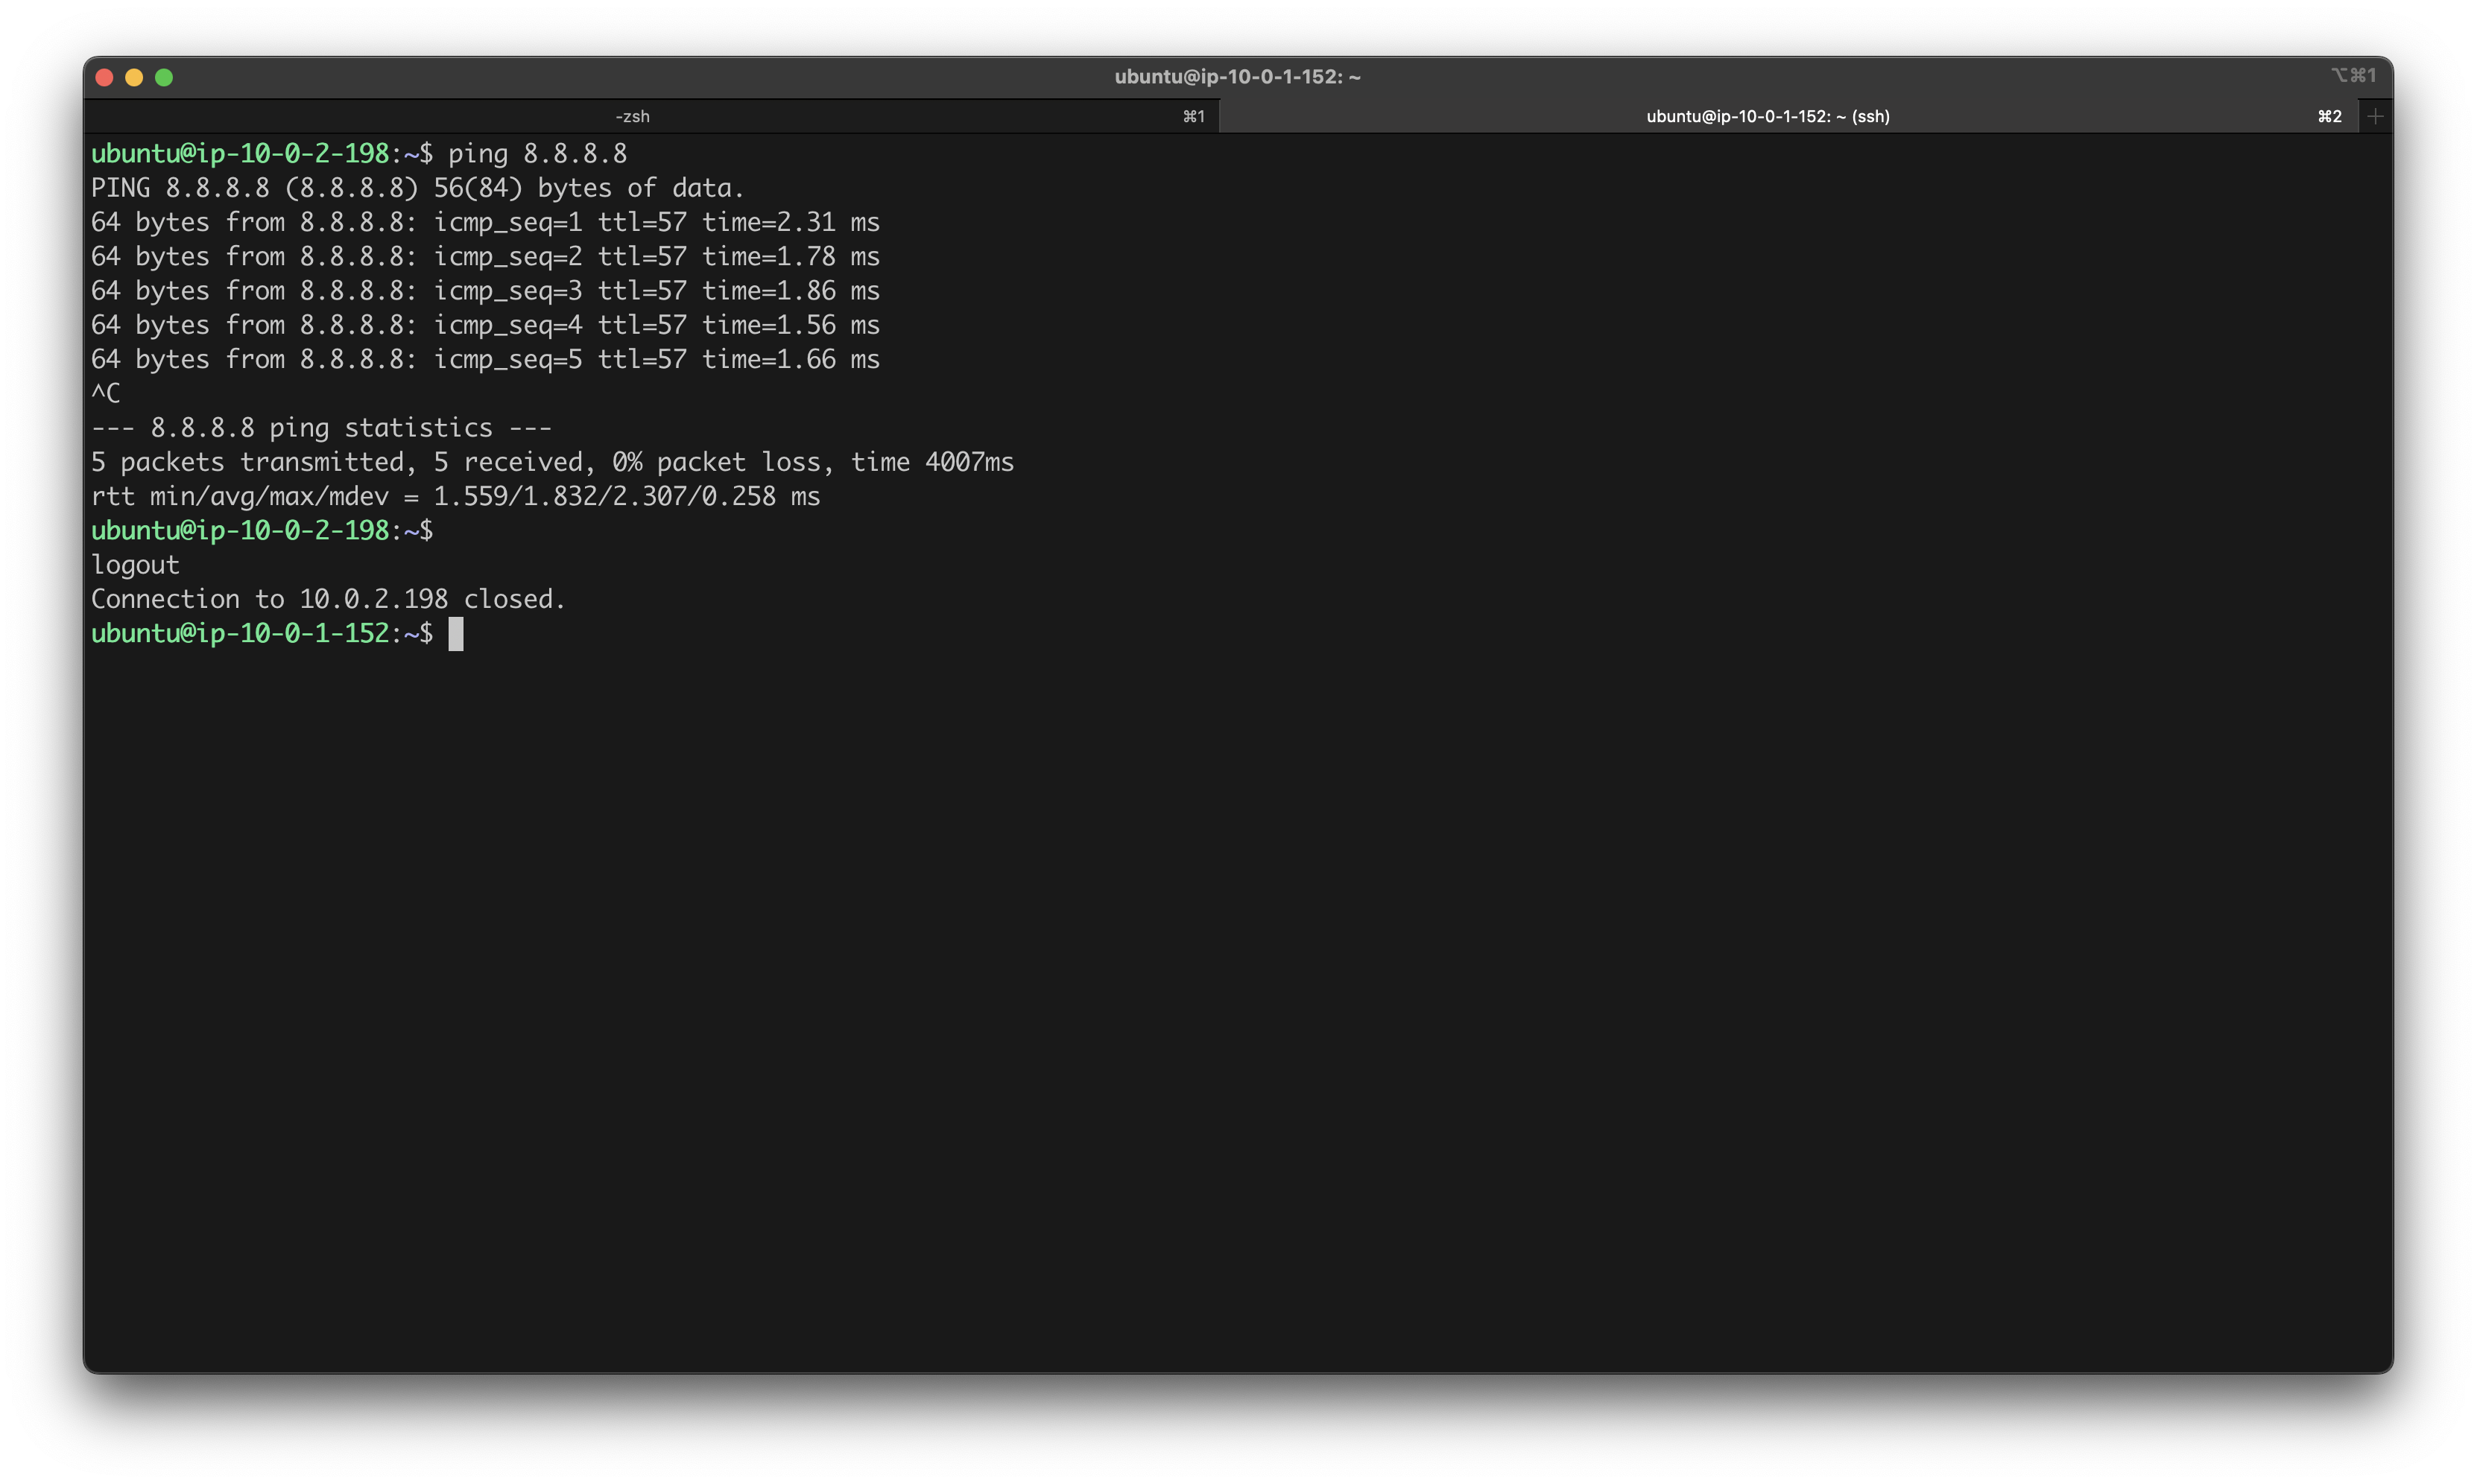 ubuntu@ip-10-0-1-152: ~
⌥⌘1
-zsh ⌘1
ubuntu@ip-10-0-1-152: ~ (ssh) ⌘2 +
ubuntu@ip-10-0-2-198:~$ ping 8.8.8.8
PING 8.8.8.8 (8.8.8.8) 56(84) bytes of data.
64 bytes from 8.8.8.8: icmp_seq=1 ttl=57 time=2.31 ms
64 bytes from 8.8.8.8: icmp_seq=2 ttl=57 time=1.78 ms
64 bytes from 8.8.8.8: icmp_seq=3 ttl=57 time=1.86 ms
64 bytes from 8.8.8.8: icmp_seq=4 ttl=57 time=1.56 ms
64 bytes from 8.8.8.8: icmp_seq=5 ttl=57 time=1.66 ms
^C
--- 8.8.8.8 ping statistics ---
5 packets transmitted, 5 received, 0% packet loss, time 4007ms
rtt min/avg/max/mdev = 1.559/1.832/2.307/0.258 ms
ubuntu@ip-10-0-2-198:~$
logout
Connection to 10.0.2.198 closed.
ubuntu@ip-10-0-1-152:~$